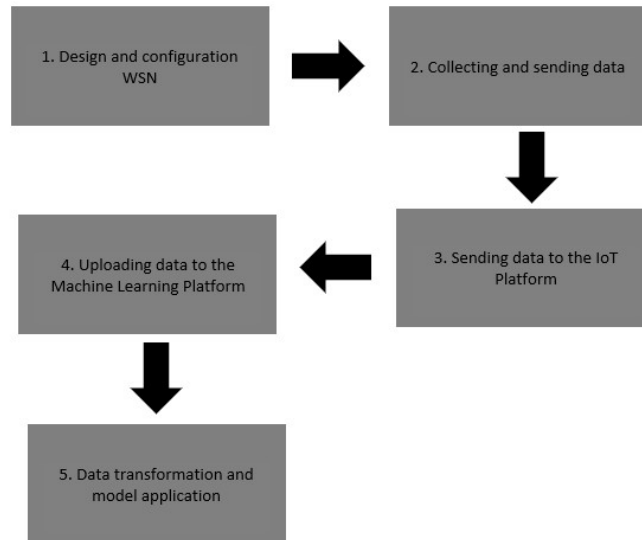 1. Design and configuration
WSN
2. Collecting and sending data
3. Sending data to the IoT
Platform
4. Uploading data to the
Machine Learning Platform
5. Data transformation and
model application